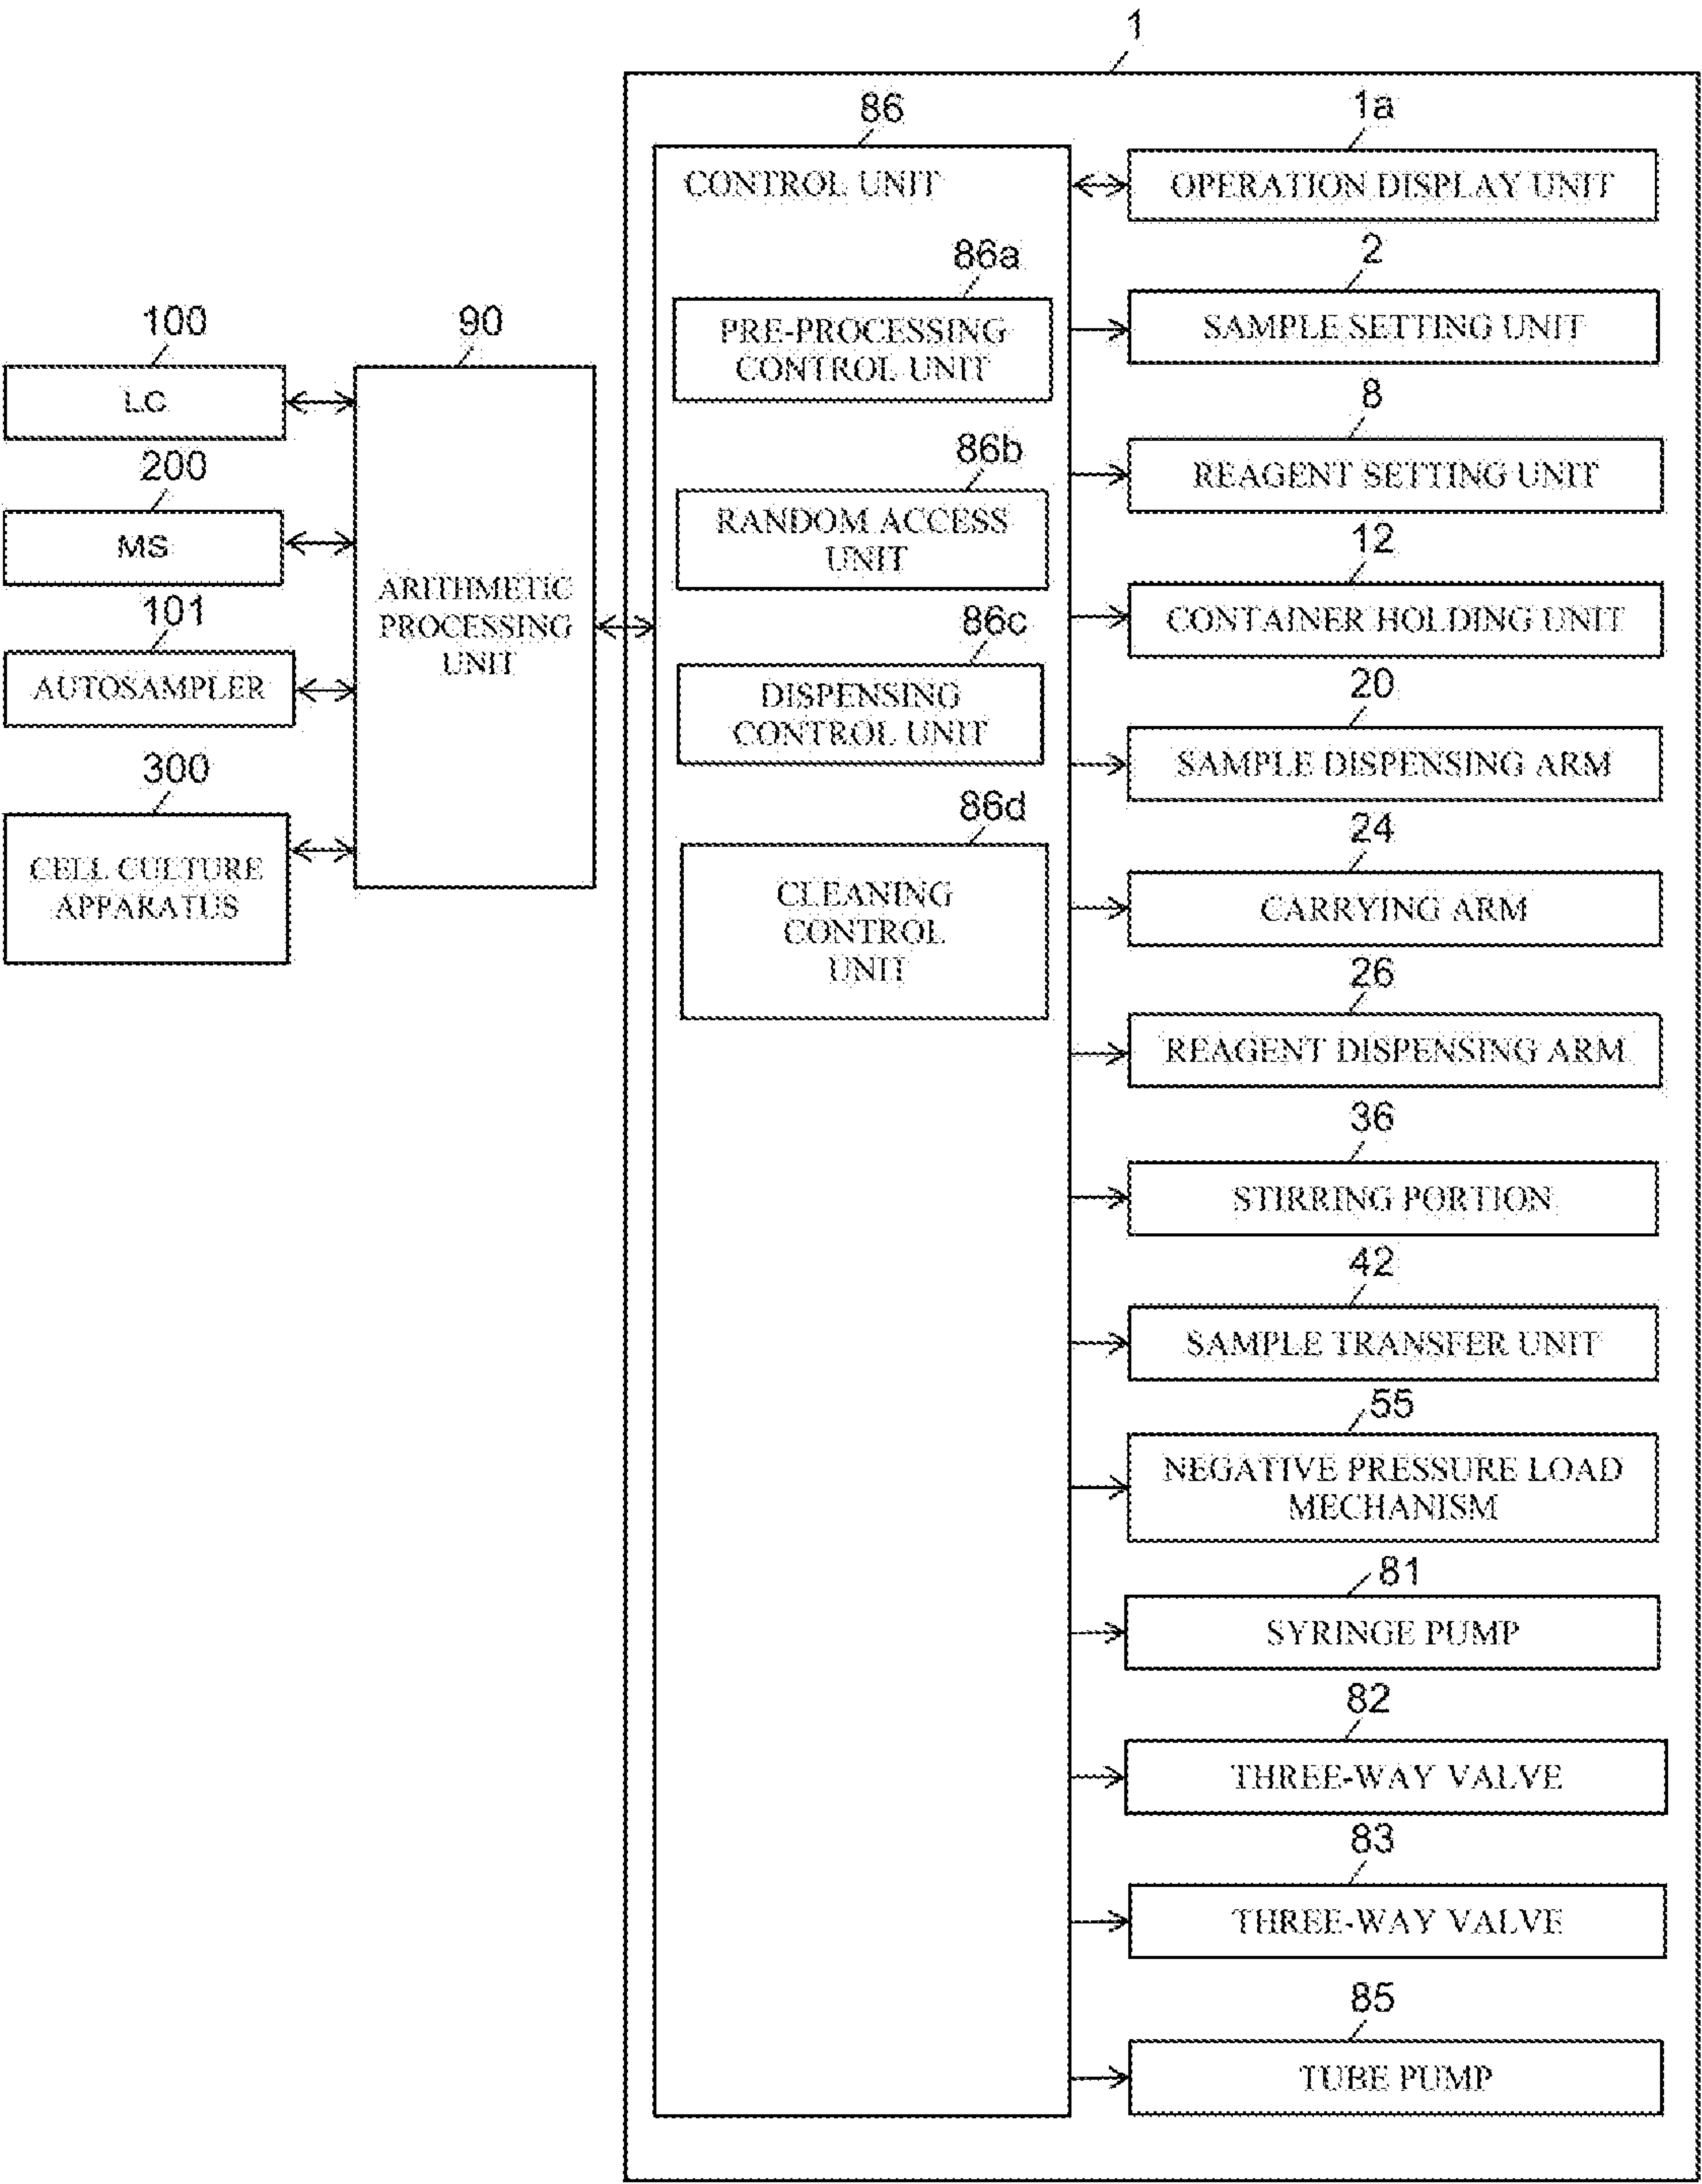 1
86
CONTROL UNIT
86a
PRE-PROCESSING
CONTROL UNIT
86b
RANDOM ACCESS
UNIT
86c
DISPENSING
CONTROL UNIT
86d
CLEANING
CONTROL
UNIT
100
LC
200
MS
101
AUTOSAMPLER
300
CELL CULTURE
APPARATUS
90
ARITHMETIC
PROCESSING
UNIT
1a
OPERATION DISPLAY UNIT
2
SAMPLE SETTING UNIT
8
REAGENT SETTING UNIT
12
CONTAINER HOLDING UNIT
20
SAMPLE DISPENSING ARM
24
CARRYING ARM
26
REAGENT DISPENSING ARM
36
STIRRING PORTION
42
SAMPLE TRANSFER UNIT
55
NEGATIVE PRESSURE LOAD
MECHANISM
81
SYRINGE PUMP
82
THREE-WAY VALVE
83
THREE-WAY VALVE
85
TUBE PUMP